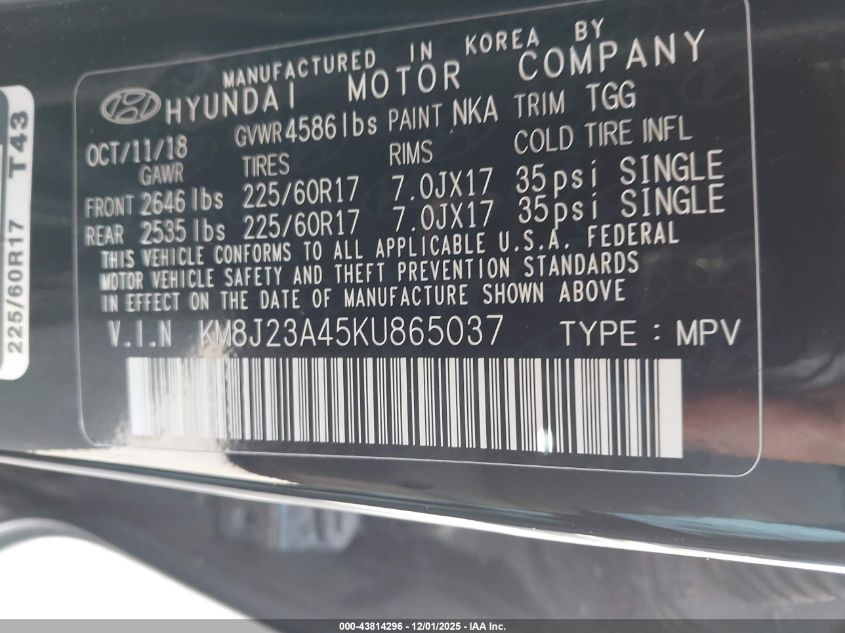 MANUFACTURED IN KOREA BY
HYUNDAI MOTOR COMPANY
OCT/11/18 GVWR 4586 lbs PAINT NKA TRIM TGG
GAWR TIRES RIMS COLD TIRE INFL
FRONT 2646 lbs 225/60R17 7.0JX17 35psi SINGLE
REAR 2535 lbs 225/60R17 7.0JX17 35psi SINGLE
THIS VEHICLE CONFORMS TO ALL APPLICABLE U.S.A. FEDERAL
MOTOR VEHICLE SAFETY AND THEFT PREVENTION STANDARDS
IN EFFECT ON THE DATE OF MANUFACTURE SHOWN ABOVE
V.I.N KM8J23A45KU865037 TYPE : MPV
225/60R17 T43
000-43814296 - 12/01/2025 - IAA Inc.